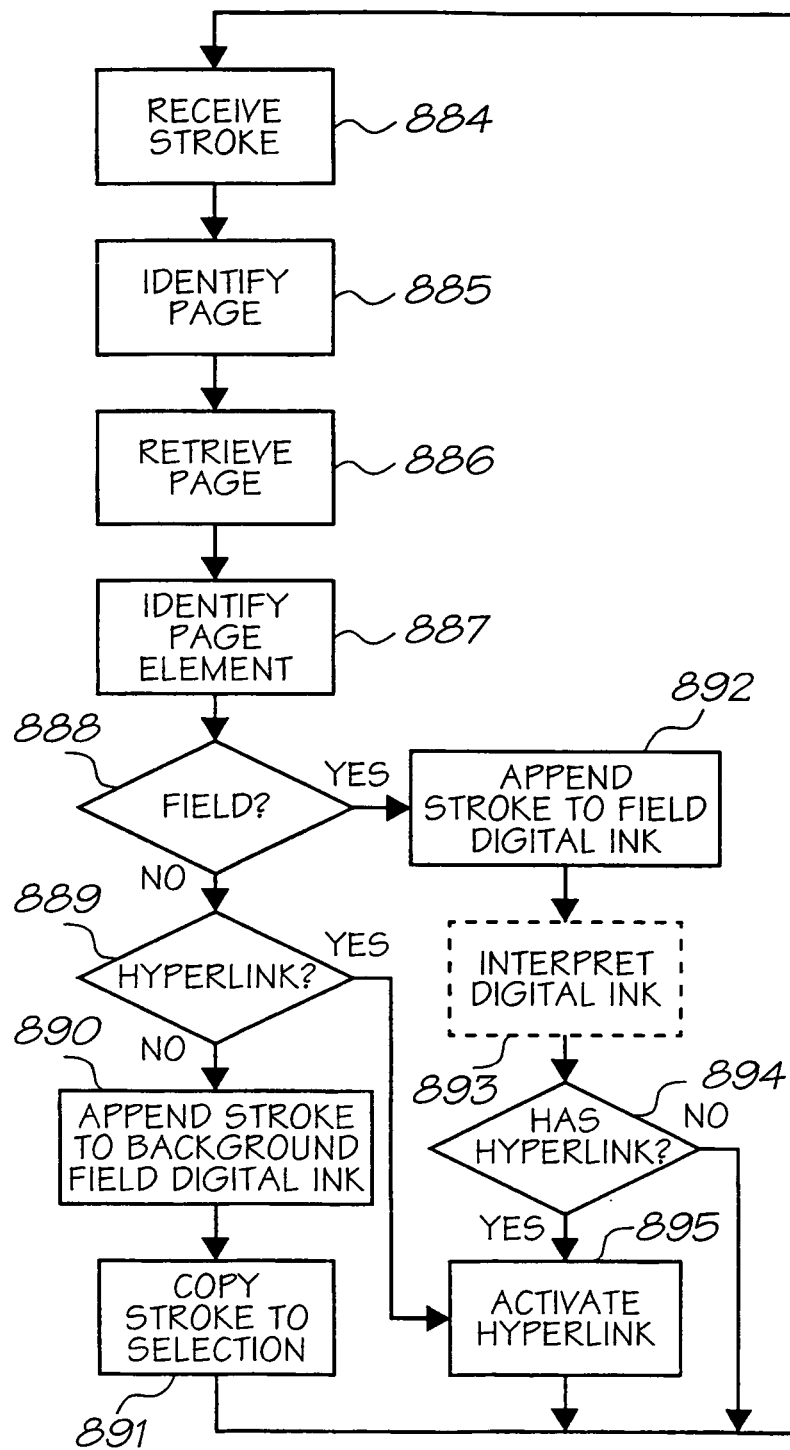 RECEIVE
STROKE
884
IDENTIFY
PAGE
885
RETRIEVE
PAGE
886
IDENTIFY
PAGE
ELEMENT
887
888
FIELD?
YES
NO
892
APPEND
STROKE TO FIELD
DIGITAL INK
889
HYPERLINK?
YES
NO
INTERPRET
DIGITAL INK
893
890
APPEND STROKE
TO BACKGROUND
FIELD DIGITAL INK
894
HAS
HYPERLINK?
NO
YES
895
COPY
STROKE TO
SELECTION
891
ACTIVATE
HYPERLINK